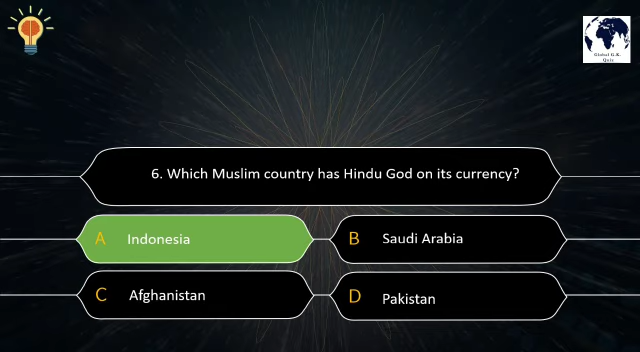 Global G.K.
Quiz
6. Which Muslim country has Hindu God on its currency?
A Indonesia
B Saudi Arabia
C Afghanistan
D Pakistan